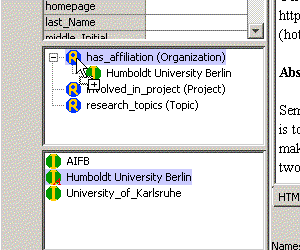 homepage
last_Name
middle_Initial
has_affiliation (Organization)
Humboldt University Berlin
involved_in_project (Project)
research_topics (Topic)
AIFB
Humboldt University Berlin
University_of_Karlsruhe
htt
(hot
Abs
Sem
is to
mak
two
HTM
Name